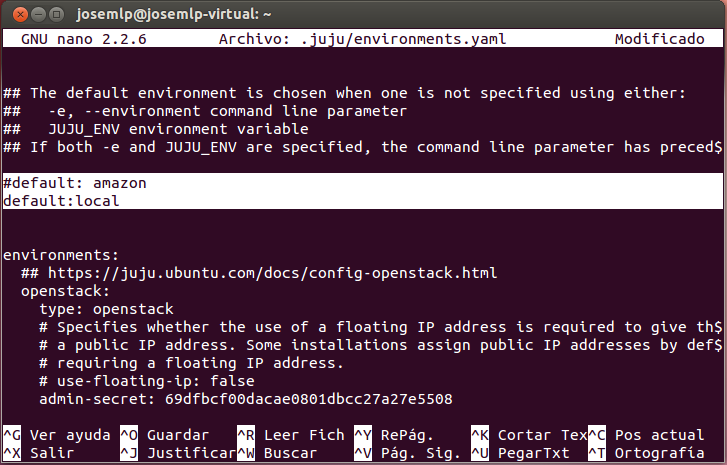 josemlp@josemlp-virtual: ~
GNU nano 2.2.6 Archivo: .juju/environments.yaml Modificado
## The default environment is chosen when one is not specified using either:
##   -e, --environment command line parameter
##   JUJU_ENV environment variable
## If both -e and JUJU_ENV are specified, the command line parameter has preced$
#default: amazon
default:local
environments:
  ## https://juju.ubuntu.com/docs/config-openstack.html
  openstack:
    type: openstack
    # Specifies whether the use of a floating IP address is required to give th$
    # a public IP address. Some installations assign public IP addresses by def$
    # requiring a floating IP address.
    # use-floating-ip: false
    admin-secret: 69dfbcf00dacae0801dbcc27a27e5508
^G Ver ayuda ^O Guardar ^R Leer Fich ^Y RePág. ^K Cortar Tex ^C Pos actual
^X Salir ^J Justificar ^W Buscar ^V Pág. Sig. ^U PegarTxt ^T Ortografía